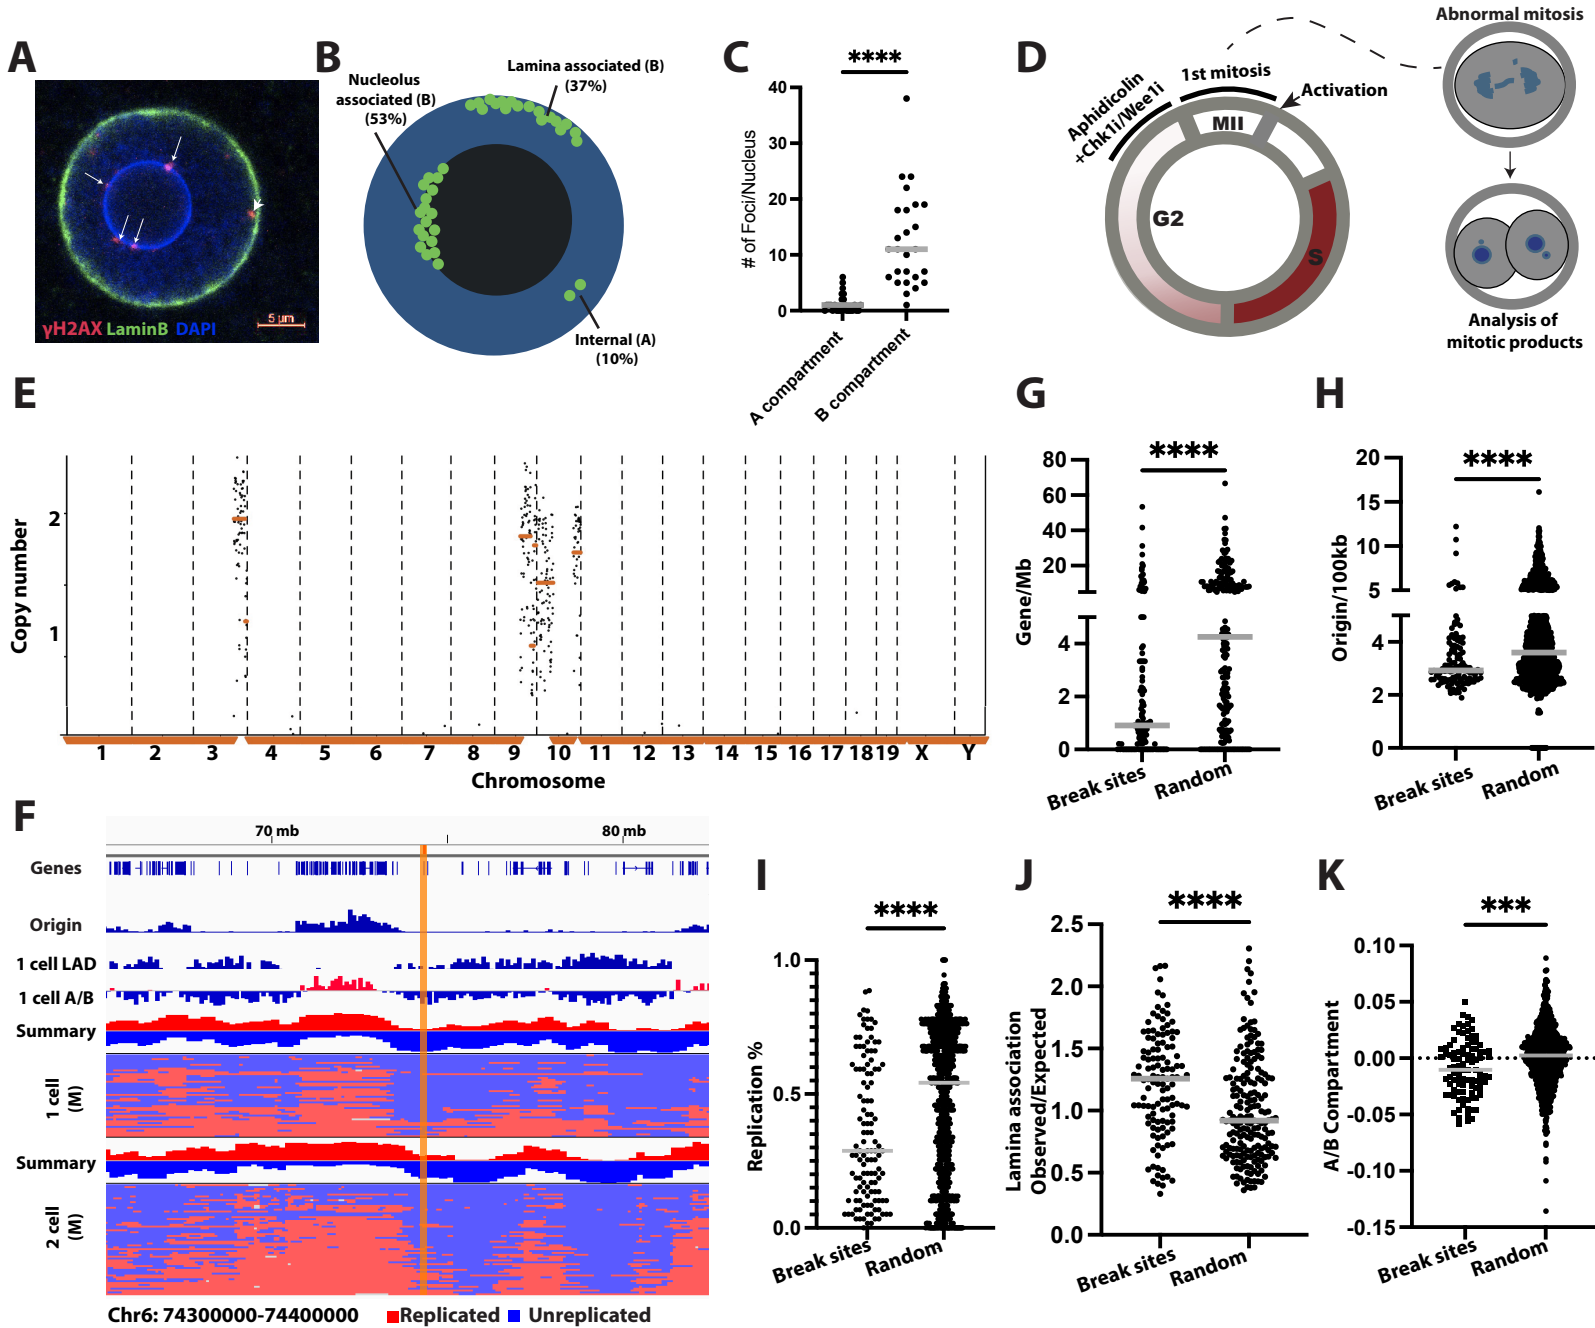 A
γH2AX LaminB DAPI
5 μm
B
Nucleolus
associated (B)
(53%)
Lamina associated (B)
(37%)
Internal (A)
(10%)
C
****
# of Foci/Nucleus
40
30
20
10
0
A compartment
B compartment
D
Aphidicolin
+Chk1i/Wee1i
1st mitosis
Activation
MII
G2
S
Abnormal mitosis
Analysis of
mitotic products
E
Copy number
2
1
1 2 3 4 5 6 7 8 9 10 11 12 13 14 15 16 17 18 19 X Y
Chromosome
F
70 mb
80 mb
Genes
Origin
1 cell LAD
1 cell A/B
Summary
1 cell
(M)
Summary
2 cell
(M)
Chr6: 74300000-74400000
Replicated
Unreplicated
G
****
Gene/Mb
80
60
40
20
4
2
0
Break sites
Random
H
****
Origin/100kb
20
15
10
5
4
2
0
Break sites
Random
I
****
Replication %
1.0
0.5
0.0
Break sites
Random
J
****
Lamina association
Observed/Expected
2.5
2.0
1.5
1.0
0.5
0.0
Break sites
Random
K
***
A/B Compartment
0.10
0.05
0.00
-0.05
-0.10
-0.15
Break sites
Random